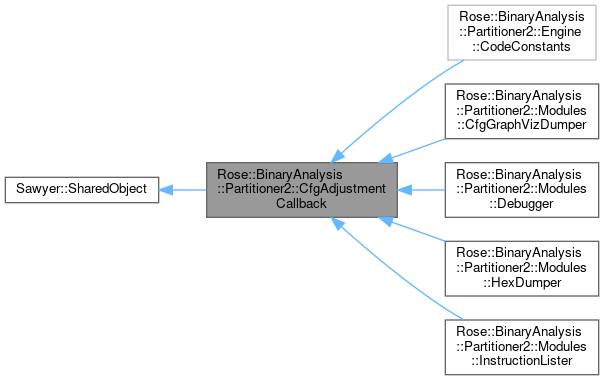 Sawyer::SharedObject
Rose::BinaryAnalysis
::Partitioner2::CfgAdjustment
Callback
Rose::BinaryAnalysis
::Partitioner2::Engine
::CodeConstants
Rose::BinaryAnalysis
::Partitioner2::Modules
::CfgGraphVizDumper
Rose::BinaryAnalysis
::Partitioner2::Modules
::Debugger
Rose::BinaryAnalysis
::Partitioner2::Modules
::HexDumper
Rose::BinaryAnalysis
::Partitioner2::Modules
::InstructionLister